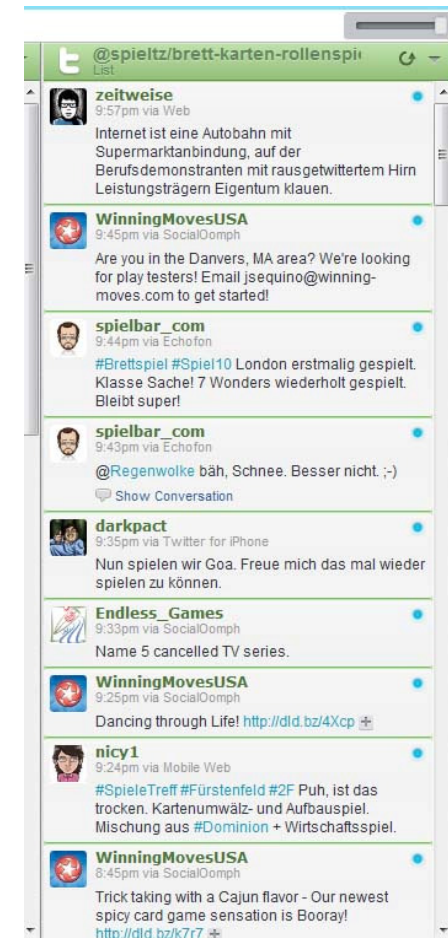 @spieltz/brett-karten-rollenspi
List
zeitweise
9:57pm via Web
Internet ist eine Autobahn mit
Supermarktanbindung, auf der
Berufsdemonstranten mit rausgetwittertem Hirn
Leistungsträgern Eigentum klauen.
WinningMovesUSA
9:45pm via SocialOomph
Are you in the Danvers, MA area? We're looking
for play testers! Email jsequino@winning-
moves.com to get started!
spielbar_com
9:44pm via Echofon
#Brettspiel #Spiel10 London erstmalig gespielt.
Klasse Sache! 7 Wonders wiederholt gespielt.
Bleibt super!
spielbar_com
9:43pm via Echofon
@Regenwolke bäh, Schnee. Besser nicht. ;-)
Show Conversation
darkpact
9:35pm via Twitter for iPhone
Nun spielen wir Goa. Freue mich das mal wieder
spielen zu können.
Endless_Games
9:33pm via SocialOomph
Name 5 cancelled TV series.
WinningMovesUSA
9:25pm via SocialOomph
Dancing through Life! http://dld.bz/4Xcp
nicy1
9:24pm via Mobile Web
#SpieleTreff #Fürstenfeld #2F Puh, ist das
trocken. Kartenumwälz- und Aufbauspiel.
Mischung aus #Dominion + Wirtschaftsspiel.
WinningMovesUSA
8:45pm via SocialOomph
Trick taking with a Cajun flavor - Our newest
spicy card game sensation is Booray!
http://dld.bz/k7r7